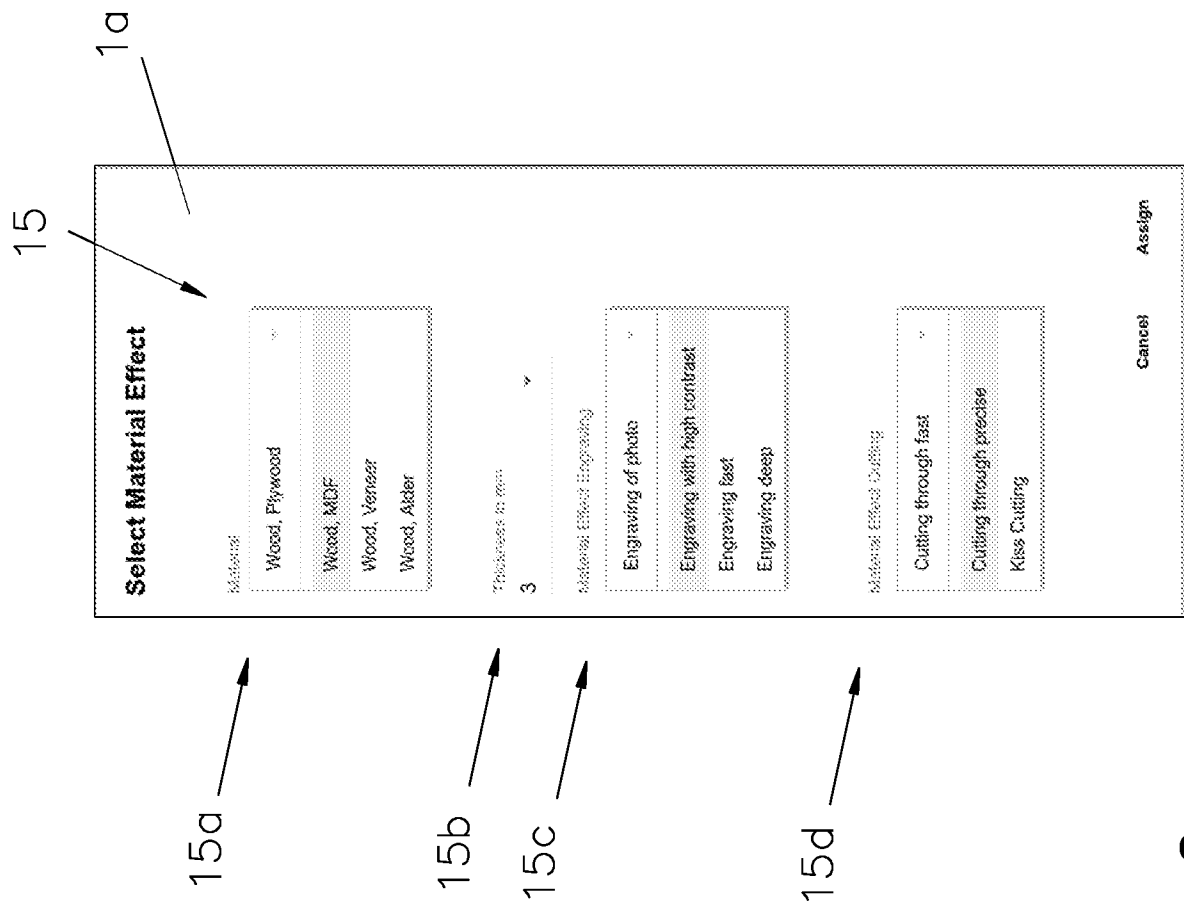 15
1a
Select Material Effect
15a
Material
Wood, Plywood
Wood, MDF
Wood, Veneer
Wood, Alder
15b
Thickness in mm
3
15c
Material Effect Engraving
Engraving of photo
Engraving with high contrast
Engraving fast
Engraving deep
15d
Material Effect Cutting
Cutting through fast
Cutting through precise
Kiss Cutting
Cancel Assign